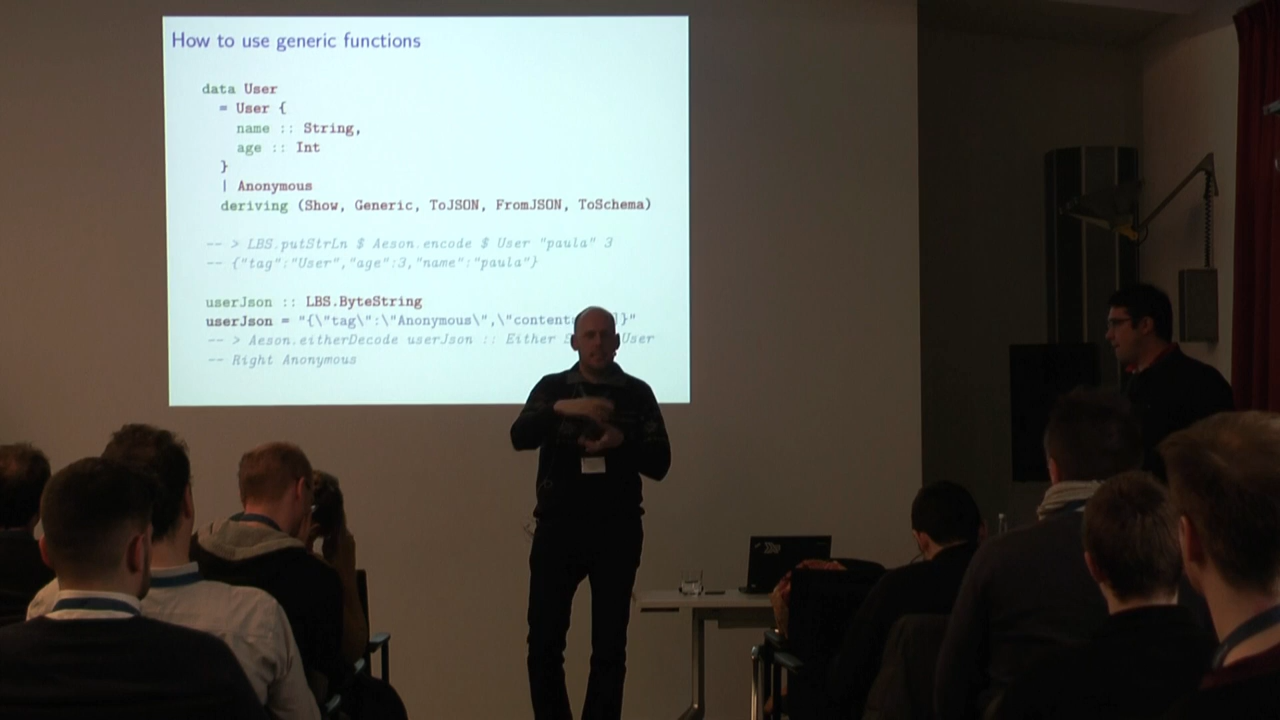 How to use generic functions
data User
= User {
name :: String,
age :: Int
}
| Anonymous
deriving (Show, Generic, ToJSON, FromJSON, ToSchema)
-- > LBS.putStrLn $ Aeson.encode $ User "paula" 3
-- {"tag":"User","age":3,"name":"paula"}
userJson :: LBS.ByteString
userJson = "{\"tag\":\"Anonymous\",\"content ]}"
-- > Aeson.eitherDecode userJson :: Either User
-- Right Anonymous